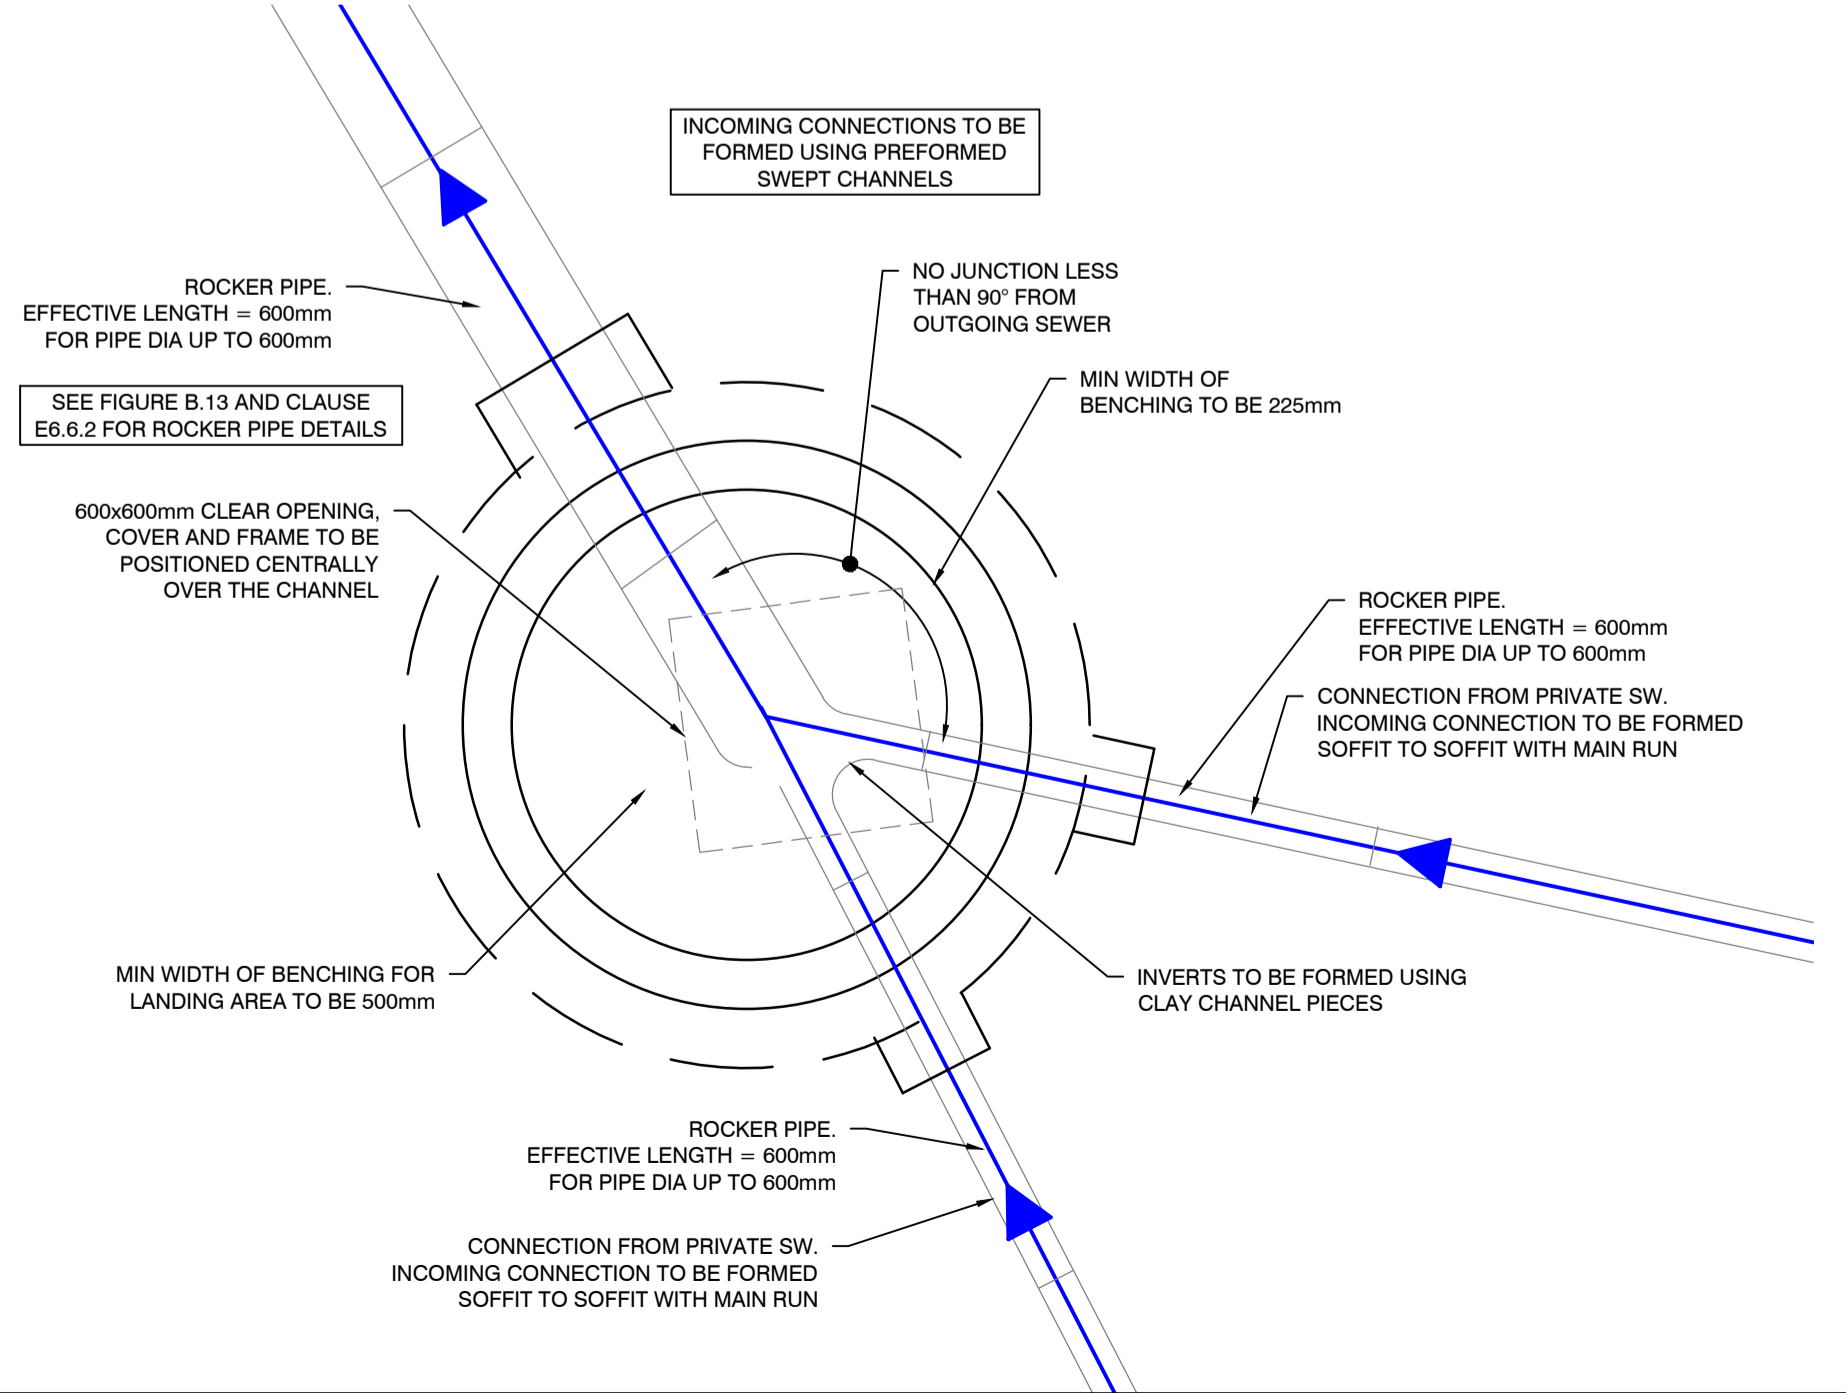 INCOMING CONNECTIONS TO BE
FORMED USING PREFORMED
SWEPT CHANNELS
ROCKER PIPE.
EFFECTIVE LENGTH = 600mm
FOR PIPE DIA UP TO 600mm
NO JUNCTION LESS
THAN 90° FROM
OUTGOING SEWER
MIN WIDTH OF
BENCHING TO BE 225mm
SEE FIGURE B.13 AND CLAUSE
E6.6.2 FOR ROCKER PIPE DETAILS
600x600mm CLEAR OPENING,
COVER AND FRAME TO BE
POSITIONED CENTRALLY
OVER THE CHANNEL
ROCKER PIPE.
EFFECTIVE LENGTH = 600mm
FOR PIPE DIA UP TO 600mm
CONNECTION FROM PRIVATE SW.
INCOMING CONNECTION TO BE FORMED
SOFFIT TO SOFFIT WITH MAIN RUN
MIN WIDTH OF BENCHING FOR
LANDING AREA TO BE 500mm
INVERTS TO BE FORMED USING
CLAY CHANNEL PIECES
ROCKER PIPE.
EFFECTIVE LENGTH = 600mm
FOR PIPE DIA UP TO 600mm
CONNECTION FROM PRIVATE SW.
INCOMING CONNECTION TO BE FORMED
SOFFIT TO SOFFIT WITH MAIN RUN